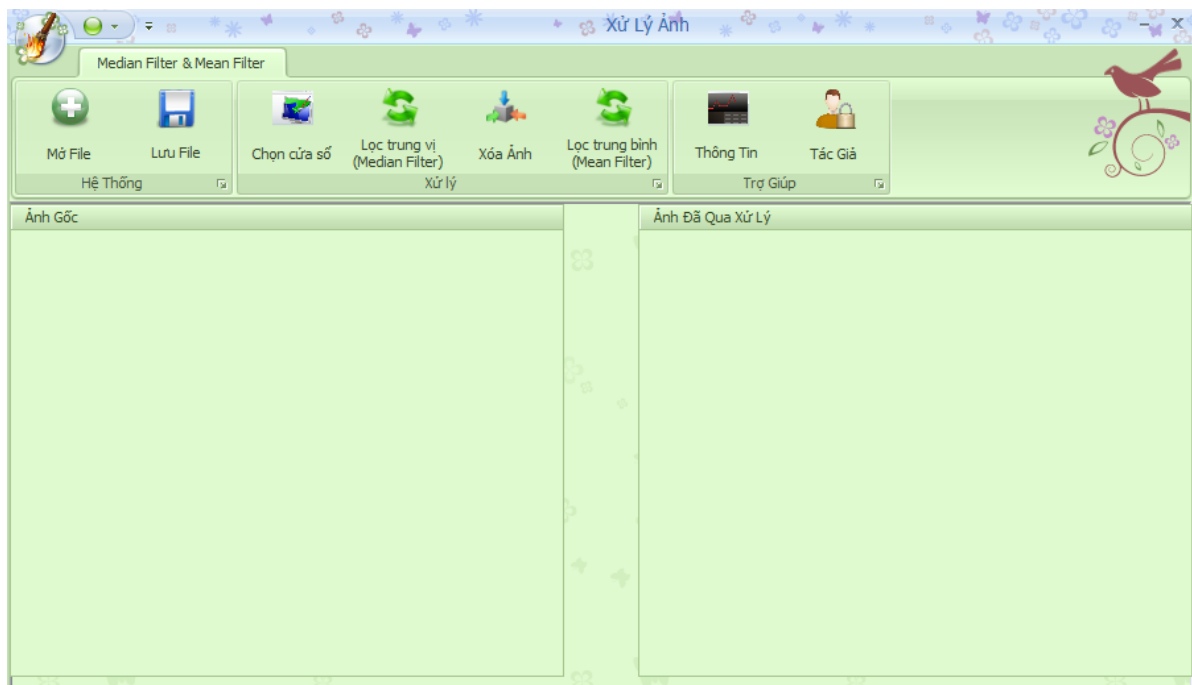 Xử Lý Ảnh
Median Filter & Mean Filter
Mở File
Lưu File
Chọn cửa sổ
Lọc trung vị
(Median Filter)
Xóa Ảnh
Lọc trung bình
(Mean Filter)
Thông Tin
Tác Giả
Hệ Thống
Xử lý
Trợ Giúp
Ảnh Gốc
Ảnh Đã Qua Xử Lý